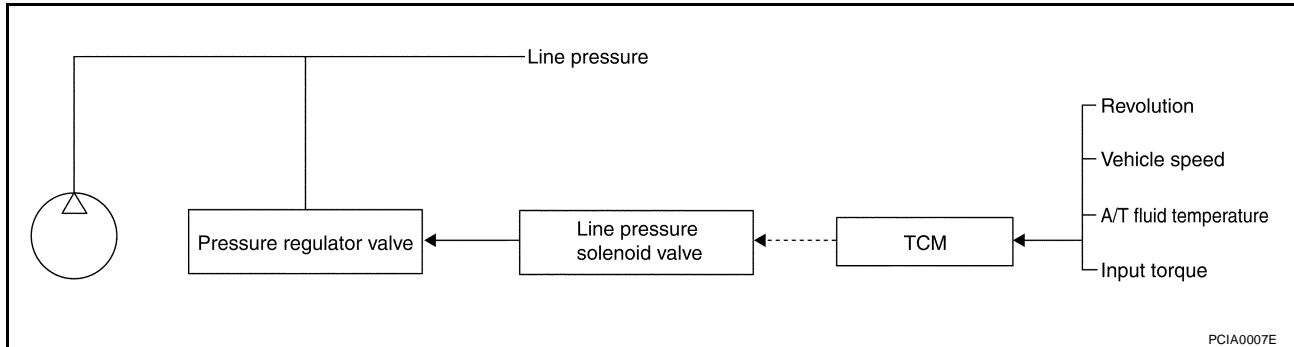 Line pressure
Revolution
Vehicle speed
A/T fluid temperature
Input torque
Pressure regulator valve
Line pressure
solenoid valve
TCM
PCIA0007E